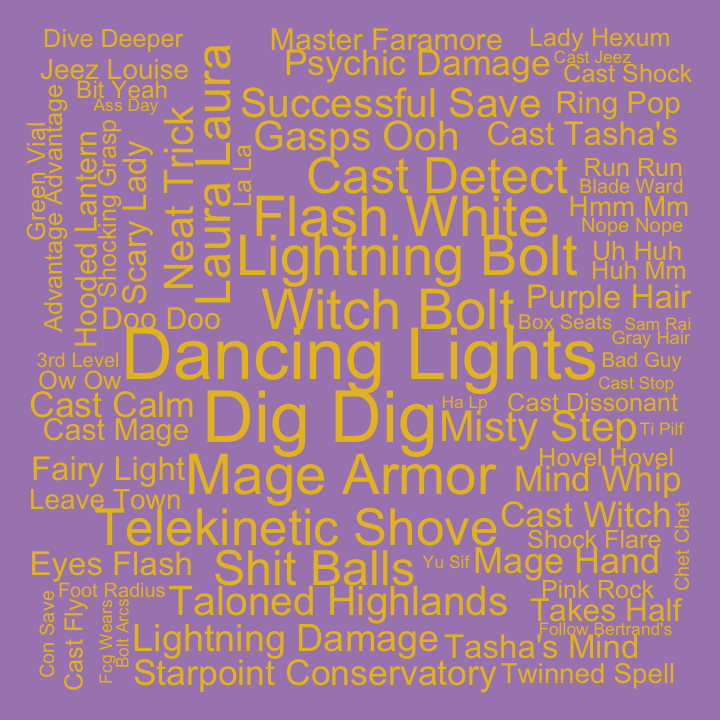 Dive Deeper
Master Faramore
Lady Hexum
Jeez Louise
Psychic Damage
Cast Jeez
Cast Shock
Bit Yeah
Ass Day
Successful Save
Ring Pop
Gasps Ooh
Cast Tasha's
Green Vial
Advantage Advantage
Hooded Lantern
Shocking Grasp
Scary Lady
Neat Trick
Laura Laura
La La
Cast Detect
Run Run
Blade Ward
Flash White
Hmm Mm
Nope Nope
Lightning Bolt
Uh Huh
Huh Mm
Witch Bolt
Purple Hair
Doo Doo
Box Seats
Sam Rai
Gray Hair
Dancing Lights
3rd Level
Bad Guy
Ow Ow
Cast Stop
Cast Calm
Dig Dig
Ha Lp
Cast Dissonant
Cast Mage
Misty Step
Ti Pilf
Fairy Light
Mage Armor
Hovel Hovel
Mind Whip
Leave Town
Telekinetic Shove
Cast Witch
Shock Flare
Chet Chet
Eyes Flash
Shit Balls
Yu Sif
Mage Hand
Foot Radius
Taloned Highlands
Pink Rock
Takes Half
Con Save
Cast Fly
Fcg Wears
Bolt Arcs
Lightning Damage
Follow Bertrand's
Tasha's Mind
Starpoint Conservatory
Twinned Spell